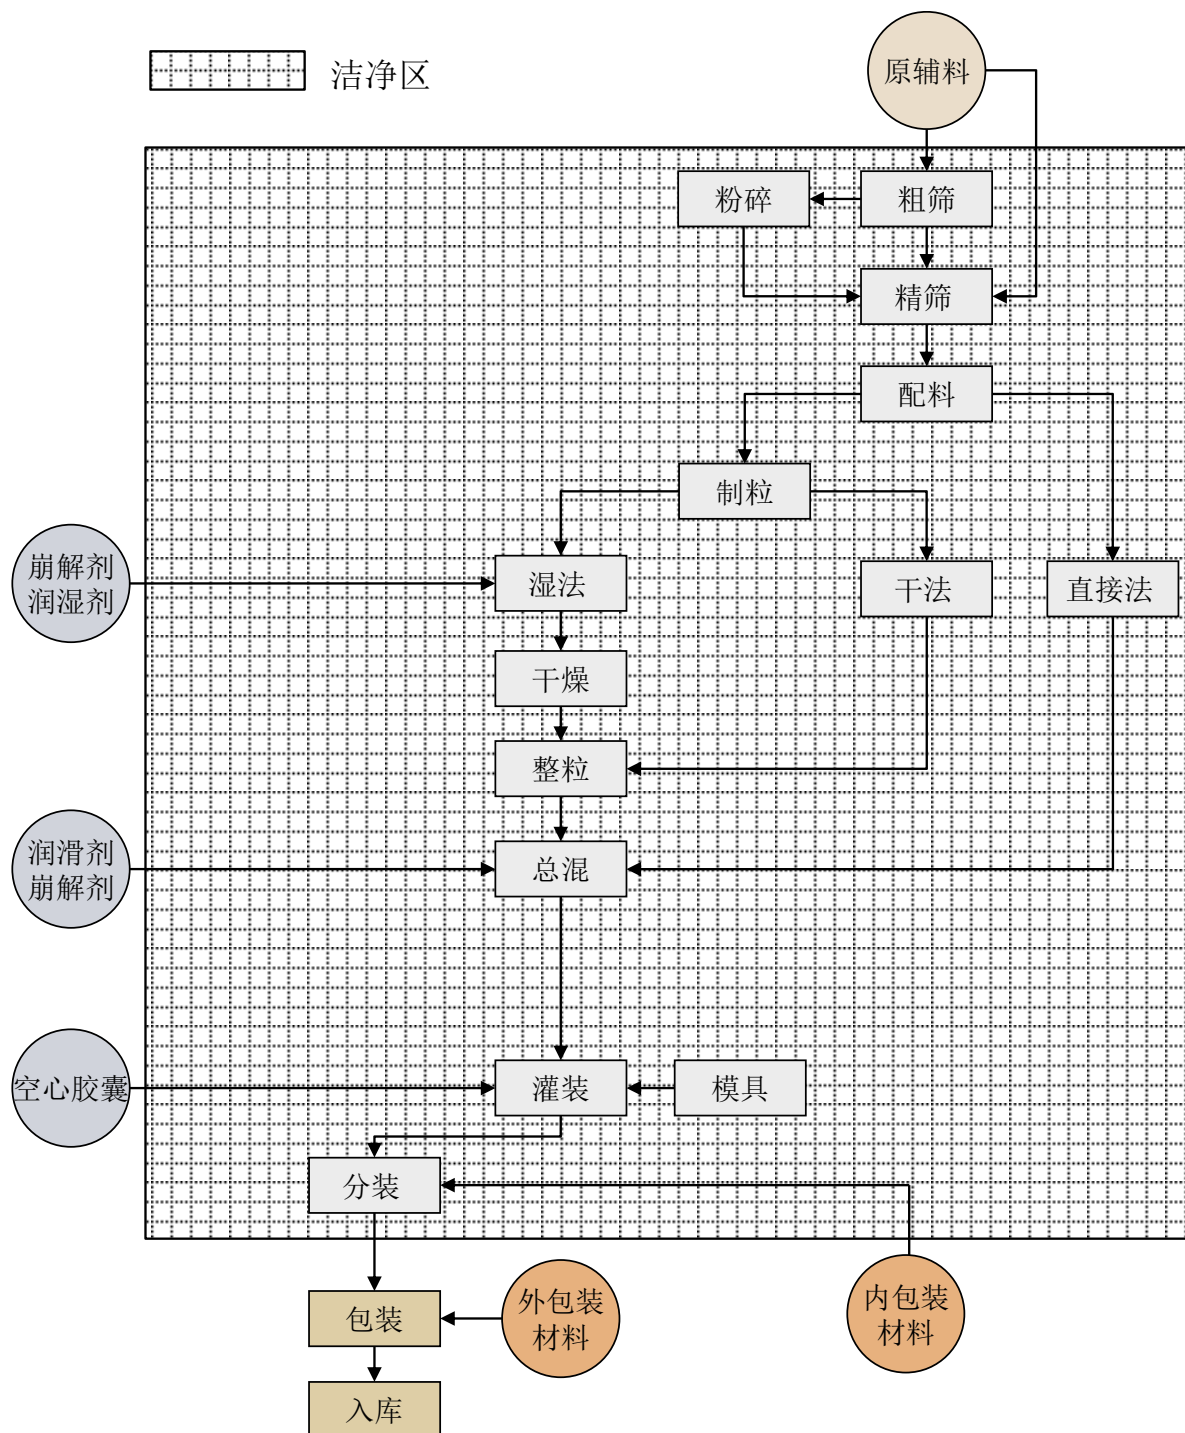 洁净区
原辅料
粉碎
粗筛
精筛
配料
制粒
崩解剖
润湿剂
湿法
干法
直接法
干燥
整粒
润滑剂
崩解剂
总混
空心胶囊
灌装
模具
分装
包装
外包装
材料
内包装
材料
入库